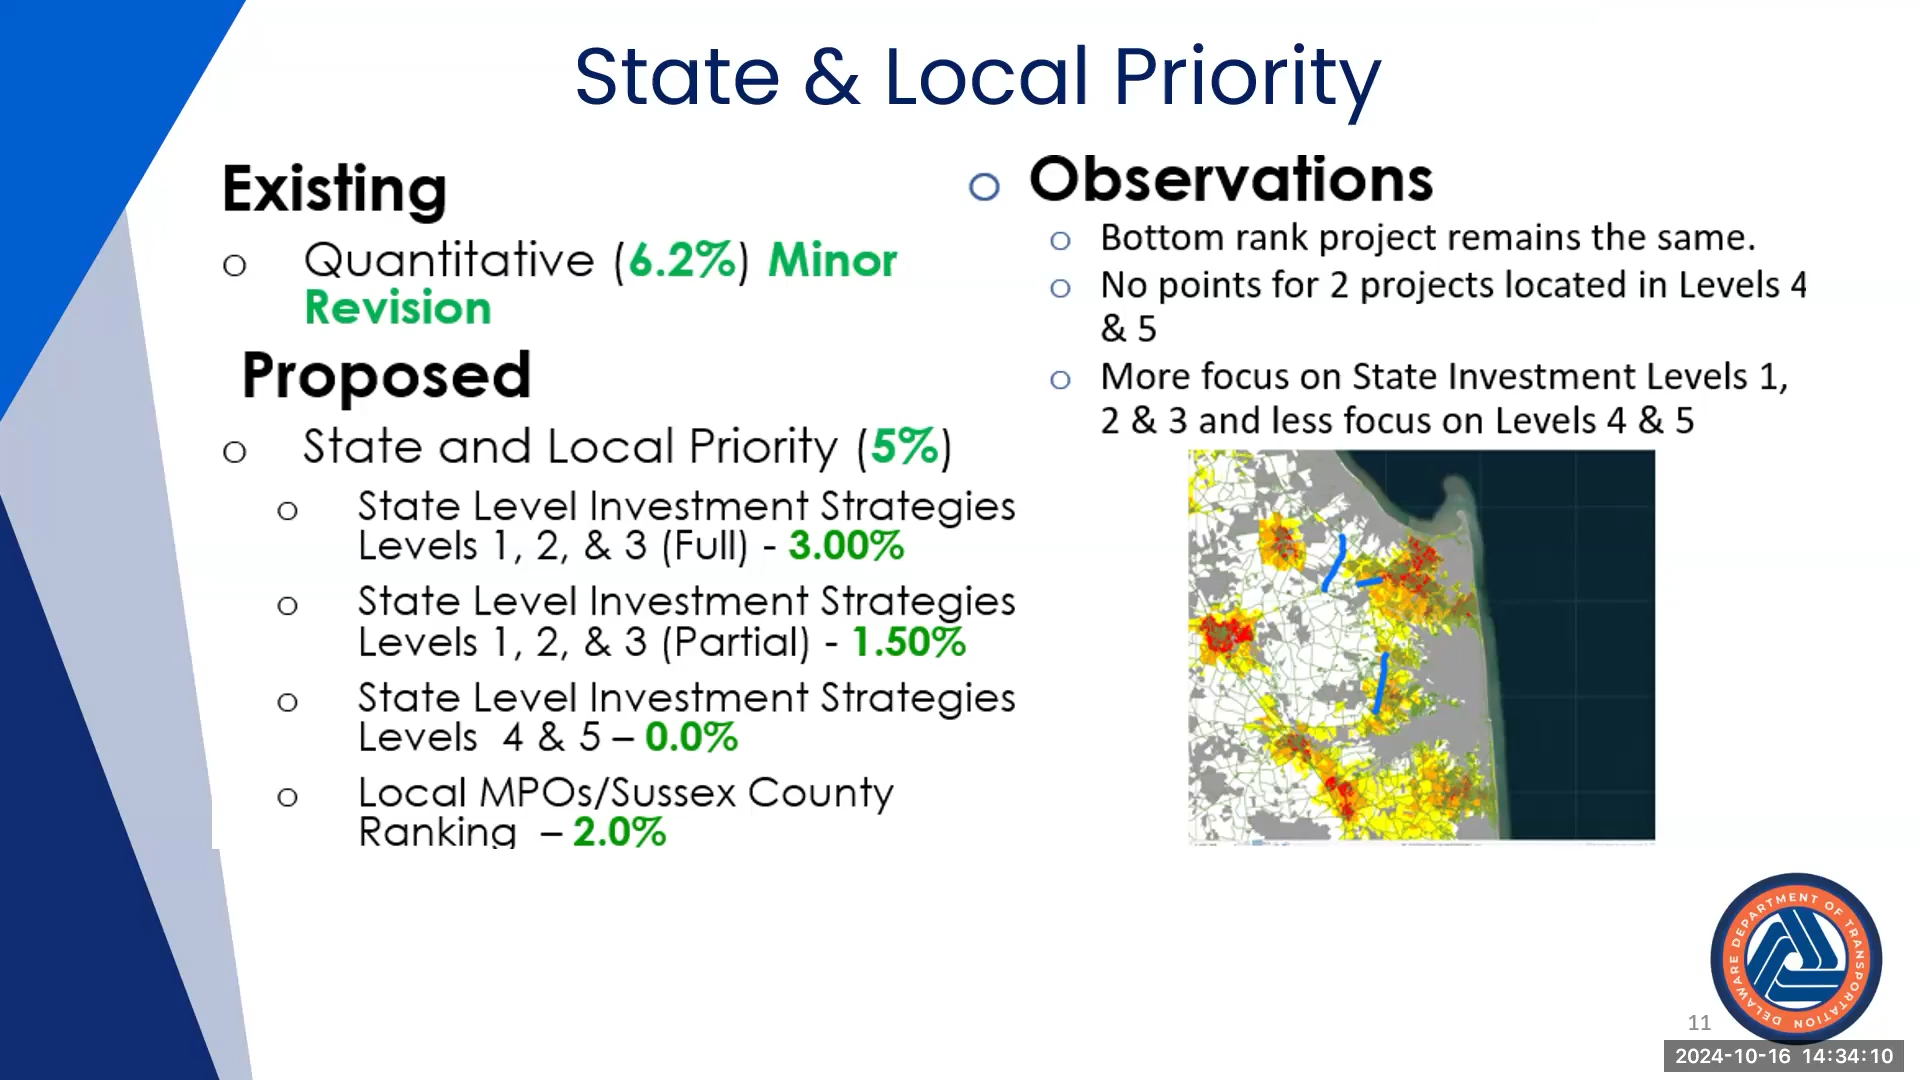 State & Local Priority
Existing
o Quantitative (6.2%) Minor
Revision
Proposed
o State and Local Priority (5%)
o State Level Investment Strategies
Levels 1, 2, & 3 (Full) - 3.00%
o State Level Investment Strategies
Levels 1, 2, & 3 (Partial) - 1.50%
o State Level Investment Strategies
Levels 4 & 5 – 0.0%
o Local MPOs/Sussex County
Ranking – 2.0%
o Observations
o Bottom rank project remains the same.
o No points for 2 projects located in Levels 4
& 5
o More focus on State Investment Levels 1,
2 & 3 and less focus on Levels 4 & 5
DELAWARE DEPARTMENT OF TRANSPORTATION
11
2024-10-16 14:34:10